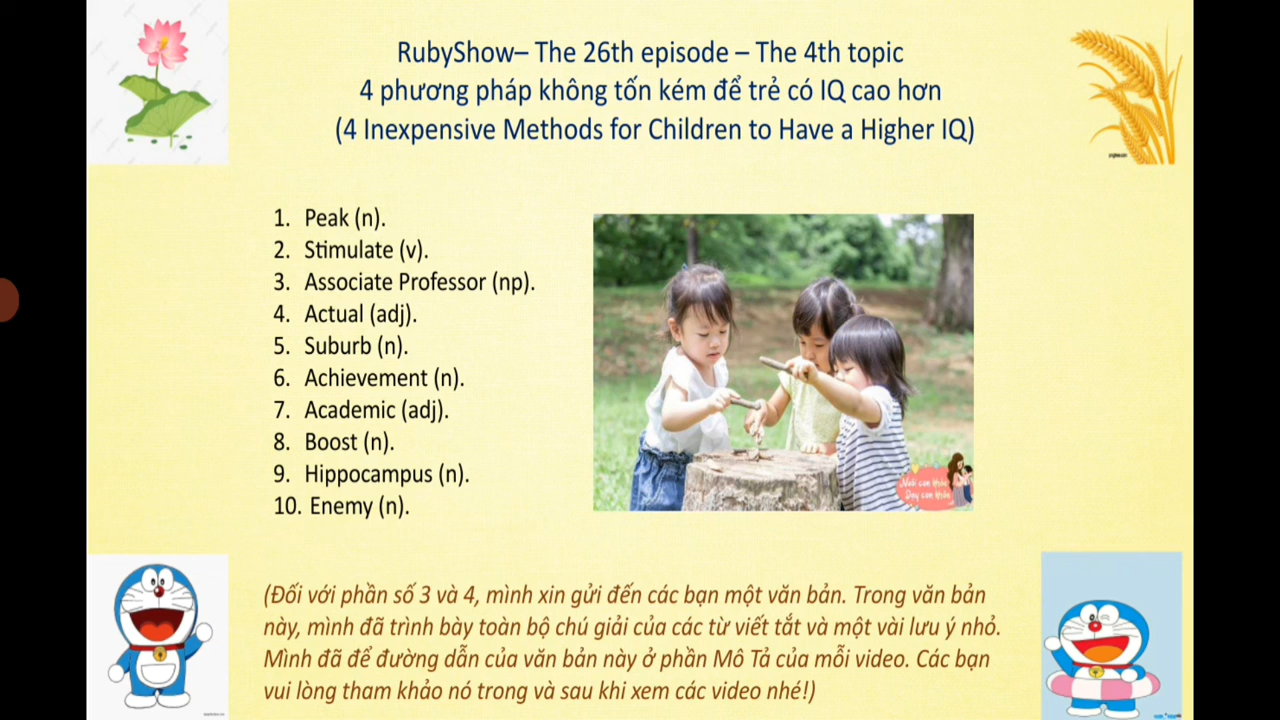 RubyShow– The 26th episode – The 4th topic
4 phương pháp không tốn kém để trẻ có IQ cao hơn
(4 Inexpensive Methods for Children to Have a Higher IQ)
1. Peak (n).
2. Stimulate (v).
3. Associate Professor (np).
4. Actual (adj).
5. Suburb (n).
6. Achievement (n).
7. Academic (adj).
8. Boost (n).
9. Hippocampus (n).
10. Enemy (n).
Nuôi con khỏe
Dạy con khôn
(Đối với phần số 3 và 4, mình xin gửi đến các bạn một văn bản. Trong văn bản
này, mình đã trình bày toàn bộ chú giải của các từ viết tắt và một vài lưu ý nhỏ.
Mình đã để đường dẫn của văn bản này ở phần Mô Tả của mỗi video. Các bạn
vui lòng tham khảo nó trong và sau khi xem các video nhé!)